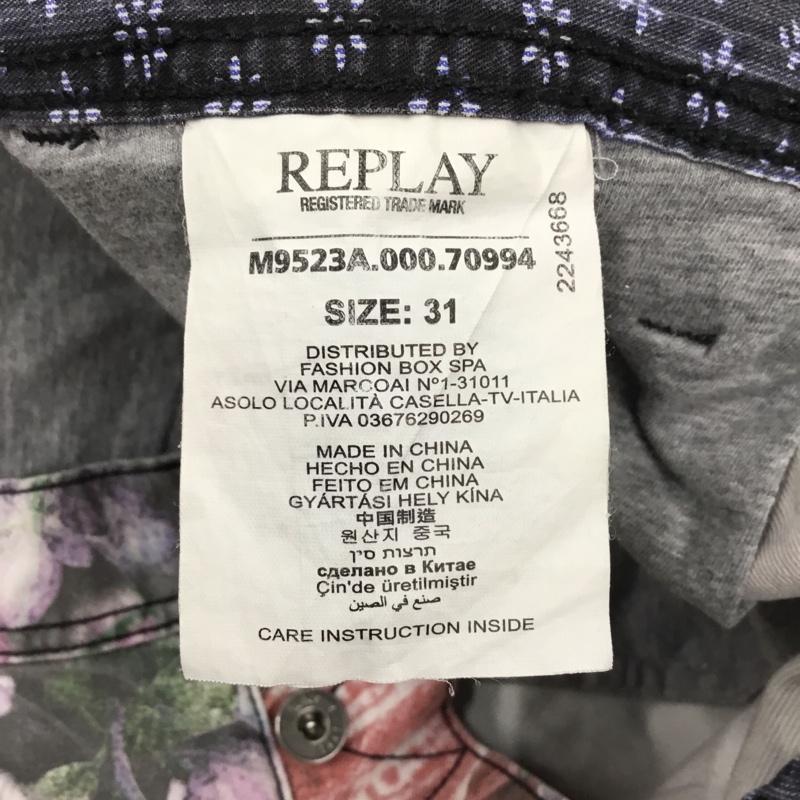 REPLAY
REGISTERED TRADE MARK
M9523A.000.70994
2243668
SIZE: 31
DISTRIBUTED BY
FASHION BOX SPA
VIA MARCOAI Nº1-31011
ASOLO LOCALITÀ CASELLA-TV-ITALIA
P.IVA 03676290269
MADE IN CHINA
HECHO EN CHINA
FEITO EM CHINA
GYÁRTÁSI HELY KÍNA
中国制造
원산지 중국
תרצות סין
сделано в Китае
Çin'de üretilmiştir
صنع في الصين
CARE INSTRUCTION INSIDE